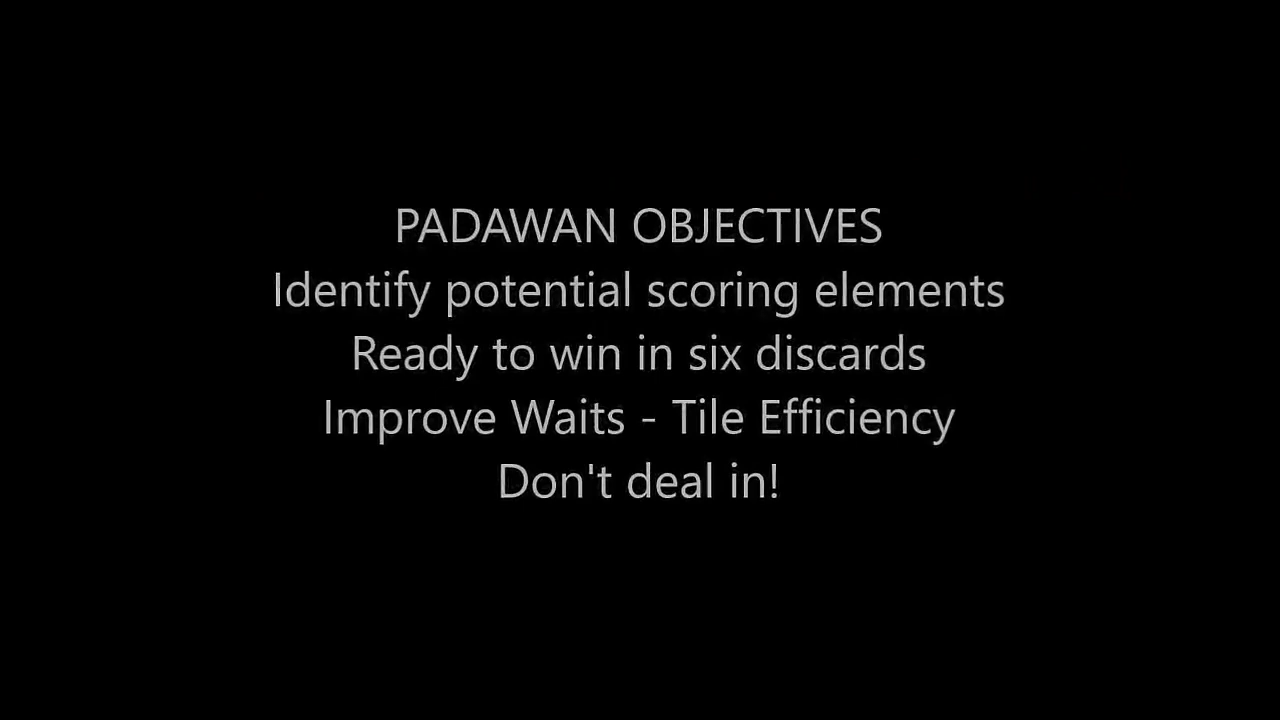 PADAWAN OBJECTIVES
Identify potential scoring elements
Ready to win in six discards
Improve Waits - Tile Efficiency
Don't deal in!